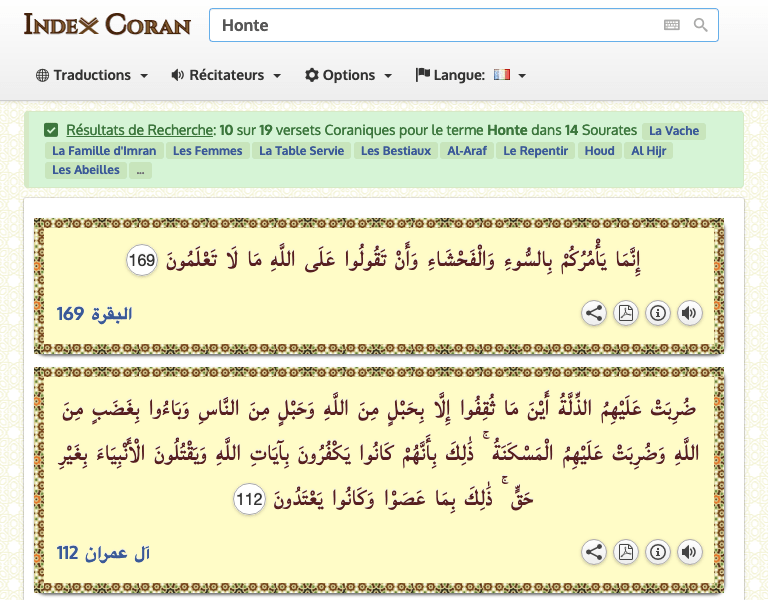 Index Coran
Honte
Traductions Récitateurs Options Langue:
Résultats de Recherche: 10 sur 19 versets Coraniques pour le terme Honte dans 14 Sourates La Vache
La Famille d'Imran Les Femmes La Table Servie Les Bestiaux Al-Araf Le Repentir Houd Al Hijr
Les Abeilles ...
إِنَّمَا يَأْمُرُكُمْ بِالسُّوءِ وَالْفَحْشَاءِ وَأَنْ تَقُولُوا عَلَى اللَّهِ مَا لَا تَعْلَمُونَ 169
البقرة 169
ضُرِبَتْ عَلَيْهِمُ الذِّلَّةُ أَيْنَ مَا ثُقِفُوا إِلَّا بِحَبْلٍ مِنَ اللَّهِ وَحَبْلٍ مِنَ النَّاسِ وَبَاءُوا بِغَضَبٍ مِنَ
اللَّهِ وَضُرِبَتْ عَلَيْهِمُ الْمَسْكَنَةُ ۚ ذَٰلِكَ بِأَنَّهُمْ كَانُوا يَكْفُرُونَ بِآيَاتِ اللَّهِ وَيَقْتُلُونَ الْأَنْبِيَاءَ بِغَيْرِ
حَقٍّ ۚ ذَٰلِكَ بِمَا عَصَوْا وَكَانُوا يَعْتَدُونَ 112
آل عمران 112